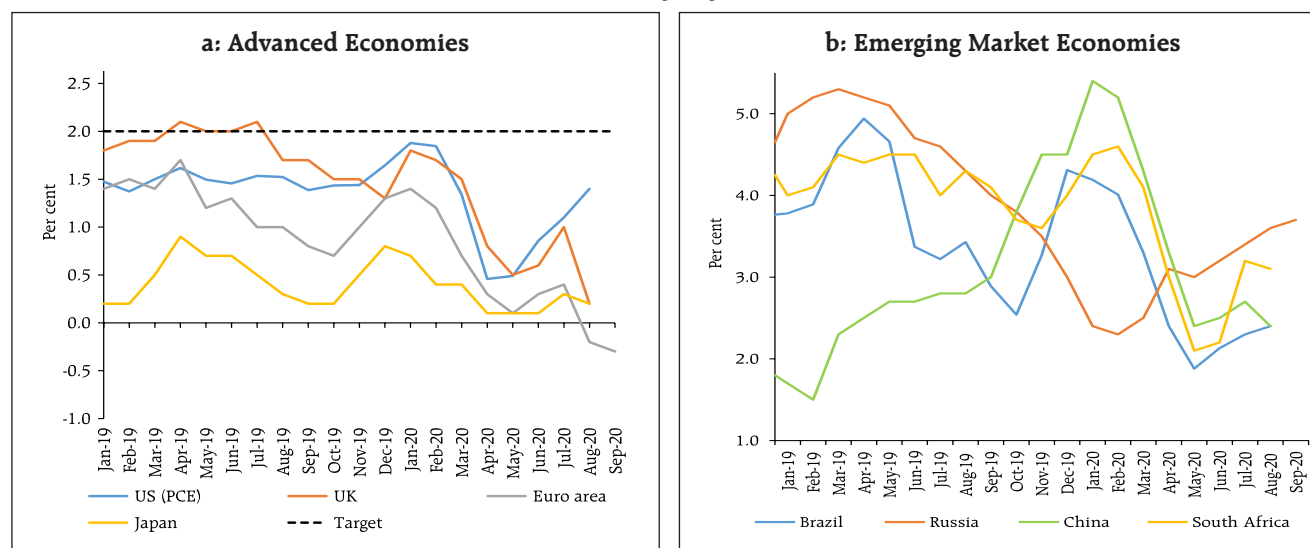 a: Advanced Economies
Per cent
2.5
2.0
1.5
1.0
0.5
0.0
-0.5
-1.0
Jan-19
Feb-19
Mar-19
Apr-19
May-19
Jun-19
Jul-19
Aug-19
Sep-19
Oct-19
Nov-19
Dec-19
Jan-20
Feb-20
Mar-20
Apr-20
May-20
Jun-20
Jul-20
Aug-20
Sep-20
US (PCE) UK Euro area
Japan Target
b: Emerging Market Economies
Per cent
5.0
4.0
3.0
2.0
1.0
Jan-19
Feb-19
Mar-19
Apr-19
May-19
Jun-19
Jul-19
Aug-19
Sep-19
Oct-19
Nov-19
Dec-19
Jan-20
Feb-20
Mar-20
Apr-20
May-20
Jun-20
Jul-20
Aug-20
Sep-20
Brazil Russia China South Africa